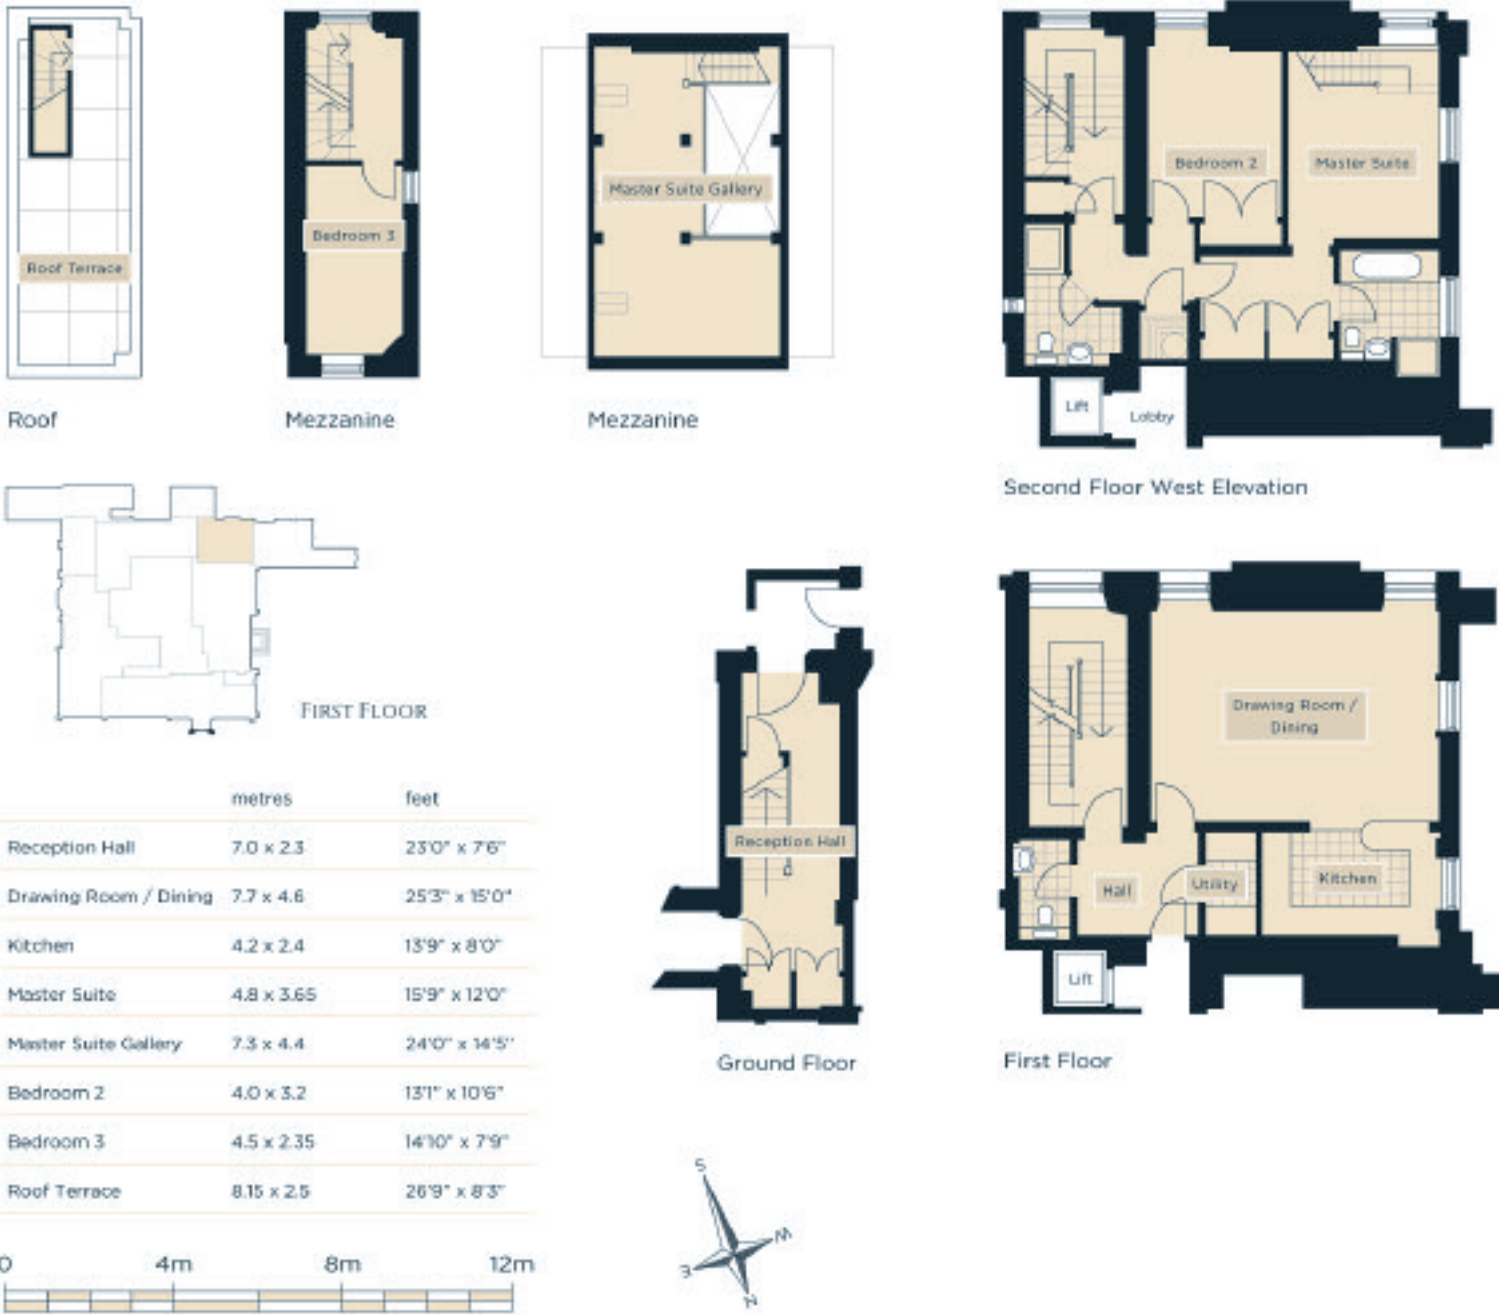 Roof Terrace
Roof
Bedroom 3
Mezzanine
Master Suite Gallery
Mezzanine
Bedroom 2
Master Suite
Lift
Lobby
Second Floor West Elevation
FIRST FLOOR
Reception Hall
Ground Floor
Drawing Room /
Dining
Hall
Utility
Kitchen
Lift
First Floor
metres feet
Reception Hall 7.0 x 2.3 23'0" x 7'6"
Drawing Room / Dining 7.7 x 4.6 25'3" x 15'0"
Kitchen 4.2 x 2.4 13'9" x 8'0"
Master Suite 4.8 x 3.65 15'9" x 12'0"
Master Suite Gallery 7.3 x 4.4 24'0" x 14'5"
Bedroom 2 4.0 x 3.2 13'1" x 10'6"
Bedroom 3 4.5 x 2.35 14'10" x 7'9"
Roof Terrace 8.15 x 2.5 26'9" x 8'3"
0 4m 8m 12m
S
W
E
N